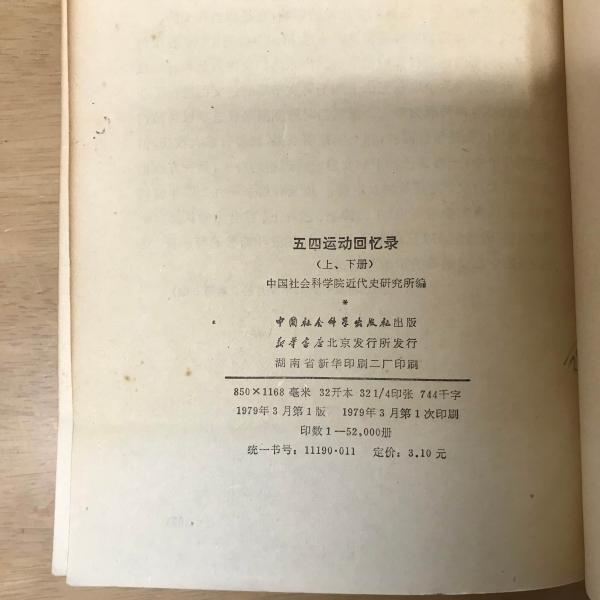 五四运动回忆录
（上、下册）
中国社会科学院近代史研究所编
*
中国社会科学出版社出版
新华书店北京发行所发行
湖南省新华印刷二厂印刷
850×1168 毫米 32开本 32 1/4印张 744千字
1979年3月第1版 1979年3月第1次印刷
印数1—52,000册
统一书号：11190·011 定价：3.10 元